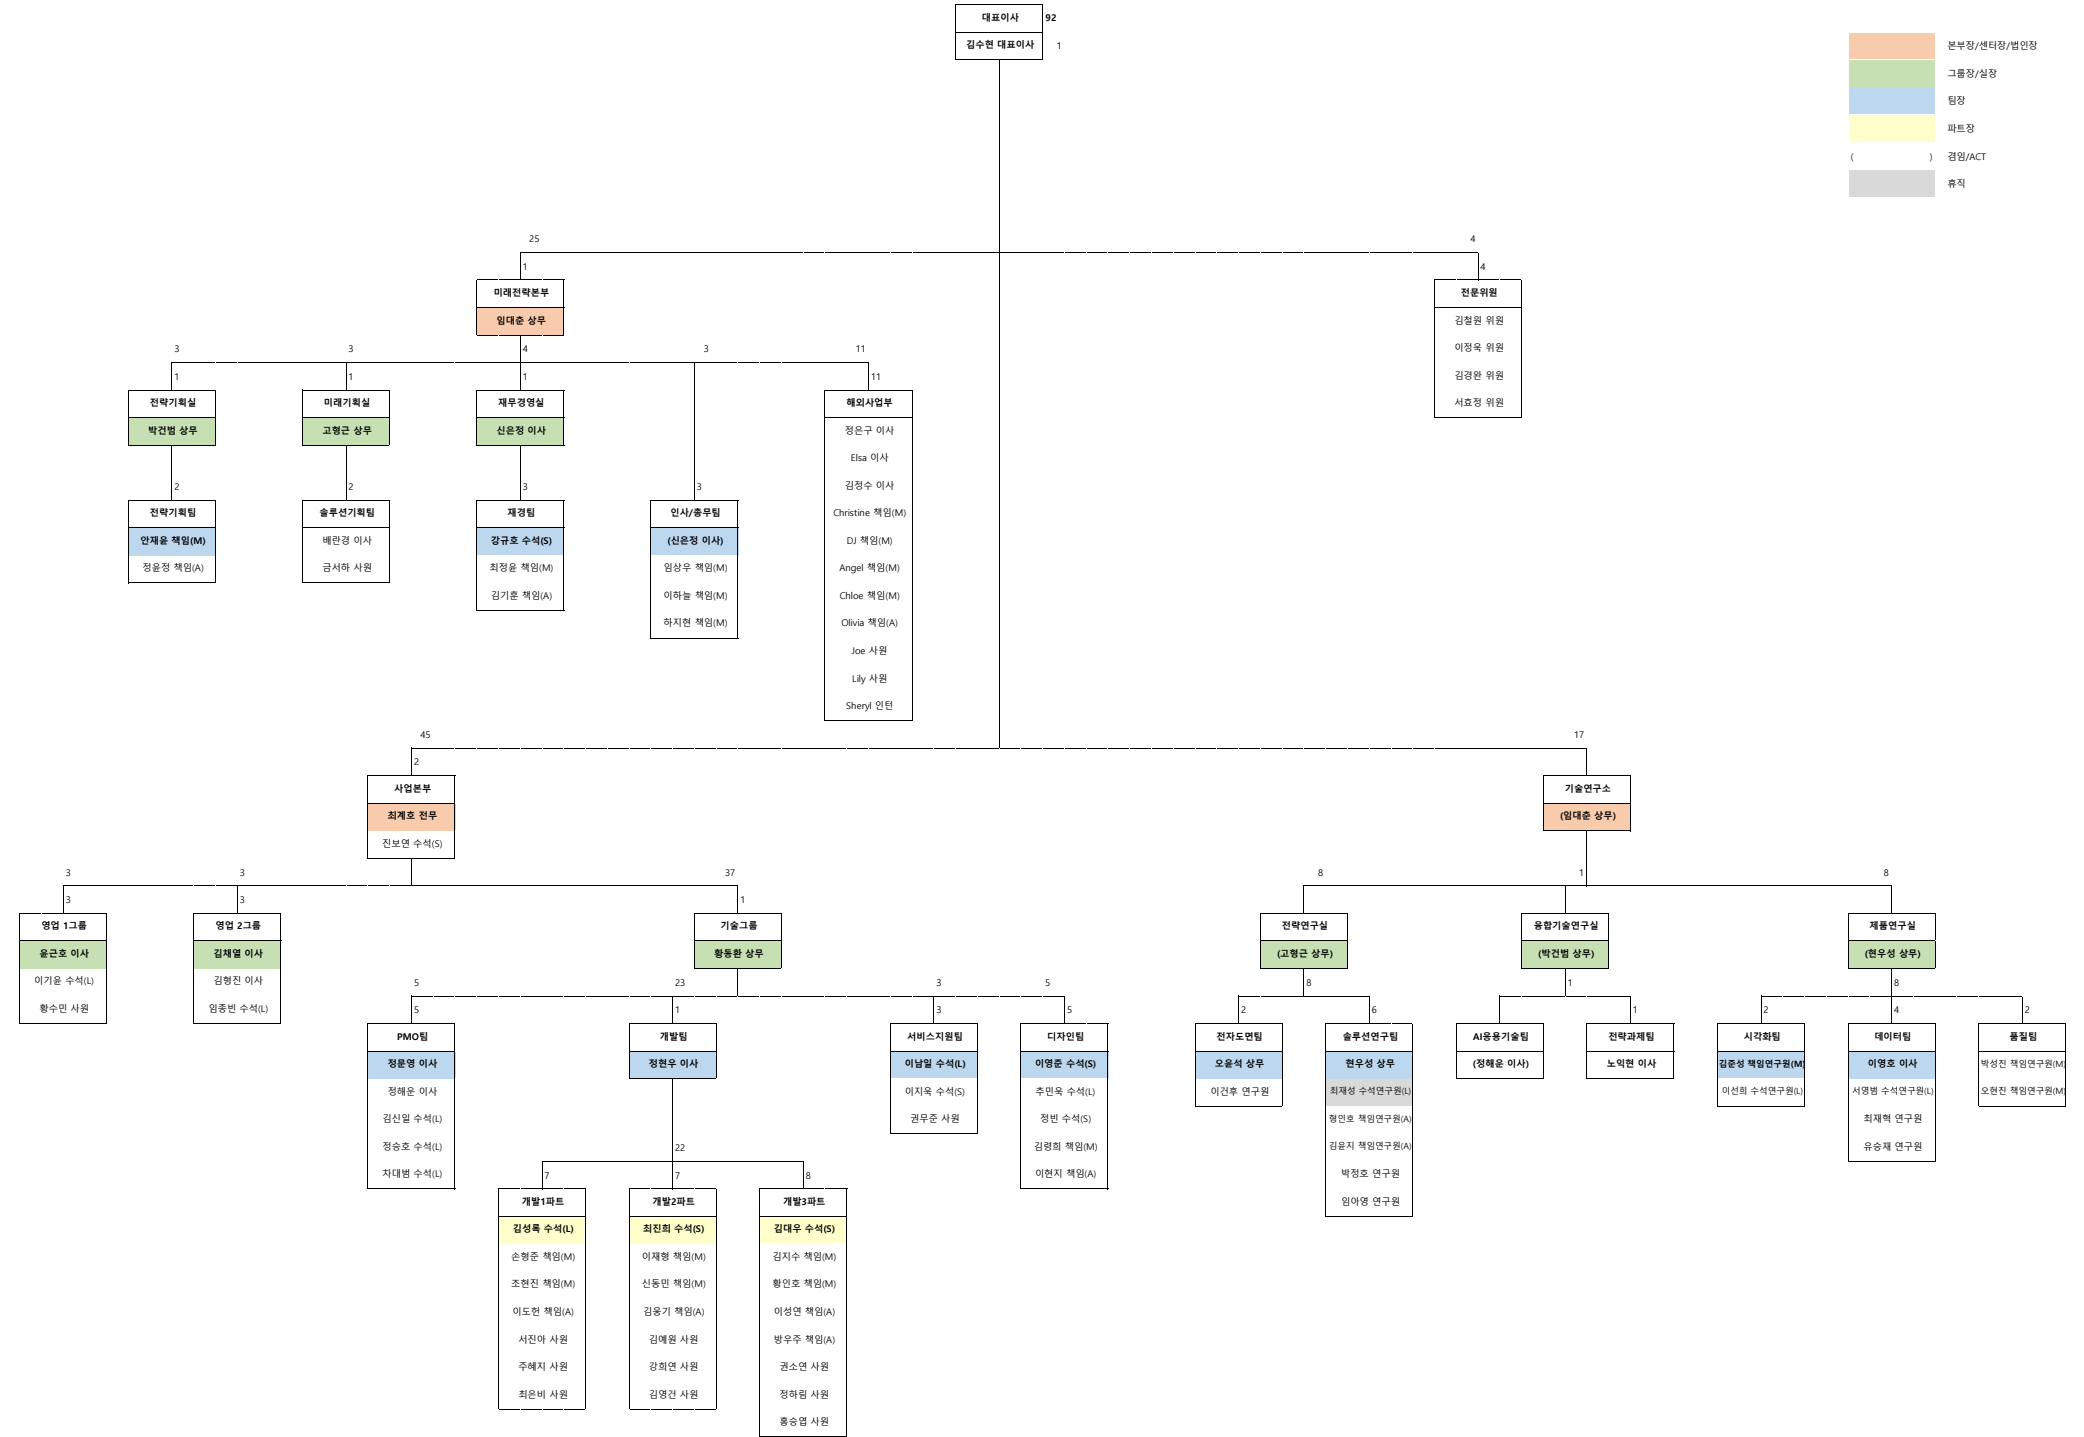 대표이사 92
김수현 대표이사 1
본부장/센터장/법인장
그룹장/실장
팀장
파트장
( ) 겸임/ACT
휴직
25 4
1 4
미래전략본부
임대춘 상무
전문위원
김철원 위원
이정욱 위원
김경완 위원
서효정 위원
3 3 4 3 11
1 1 1 11
전략기획실
박건범 상무
2
전략기획팀
안재윤 책임(M)
정윤정 책임(A)
미래기획실
고형근 상무
2
솔루션기획팀
배란경 이사
금서하 사원
재무경영실
신은정 이사
3
재경팀
강규호 수석(S)
최정윤 책임(M)
김기훈 책임(A)
3
인사/총무팀
(신은정 이사)
임상우 책임(M)
이하늘 책임(M)
하지현 책임(M)
해외사업부
정은구 이사
Elsa 이사
김정수 이사
Christine 책임(M)
DJ 책임(M)
Angel 책임(M)
Chloe 책임(M)
Olivia 책임(A)
Joe 사원
Lily 사원
Sheryl 인턴
45 17
2
사업본부
최계호 전무
진보연 수석(S)
기술연구소
(임대춘 상무)
3 3 37
3 3 1
영업 1그룹
윤근호 이사
이기윤 수석(L)
황수민 사원
영업 2그룹
김채열 이사
김형진 이사
임종빈 수석(L)
기술그룹
황동환 상무
5 23 3 5
5 1 3 5
PMO팀
정문영 이사
정해운 이사
김신일 수석(L)
정승호 수석(L)
차대범 수석(L)
개발팀
정현우 이사
22
7 7 8
개발1파트
김성록 수석(L)
손형준 책임(M)
조현진 책임(M)
이도헌 책임(A)
서진아 사원
주혜지 사원
최은비 사원
개발2파트
최진희 수석(S)
이재형 책임(M)
신동민 책임(M)
김웅기 책임(A)
김예원 사원
강희연 사원
김영건 사원
개발3파트
김대우 수석(S)
김지수 책임(M)
황인호 책임(M)
이성연 책임(A)
방우주 책임(A)
권소연 사원
정하림 사원
홍승엽 사원
서비스지원팀
이남일 수석(L)
이지욱 수석(S)
권무준 사원
디자인팀
이영준 수석(S)
추민욱 수석(L)
정빈 수석(S)
김령희 책임(M)
이현지 책임(A)
8 1 8
전략연구실
(고형근 상무)
8
2 6
전자도면팀
오윤석 상무
이건후 연구원
솔루션연구팀
현우성 상무
최재성 수석연구원(L)
형인호 책임연구원(A)
김윤지 책임연구원(A)
박정호 연구원
임아영 연구원
융합기술연구실
(박건범 상무)
1
1
AI응용기술팀
(정해운 이사)
전략과제팀
노익현 이사
제품연구실
(현우성 상무)
8
2 4 2
시각화팀
김준성 책임연구원(M)
이선희 수석연구원(L)
데이터팀
이영호 이사
서영범 수석연구원(L)
최재혁 연구원
유승재 연구원
품질팀
박성진 책임연구원(M)
오현진 책임연구원(M)